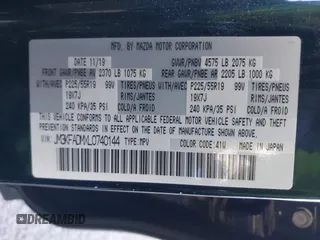 MFD. BY MAZDA MOTOR CORPORATION
DATE 11/19 GVWR/PNBV 4575 LB 2075 KG
FRONT GAWR/PNBE AV 2370 LB 1075 KG REAR GAWR/PNBE AR 2205 LB 1000 KG
WITH/AVEC P225/55R19 99V TIRES/PNEUS WITH/AVEC P225/55R19 99V TIRES/PNEUS
19X7J RIMS/JANTES 19X7J RIMS/JANTES
240 KPA/35 PSI COLD/A FROID 240 KPA/35 PSI COLD/A FROID
THIS VEHICLE CONFORMS TO ALL APPLICABLE FEDERAL
MOTOR VEHICLE SAFETY, BUMPER, AND THEFT PREVENTION
STANDARDS IN EFFECT ON THE DATE OF MANUFACTURE
SHOWN ABOVE. COLOR CODE 41W MADE IN JAPAN
TYPE:MPV
AUTOBIDMASTER